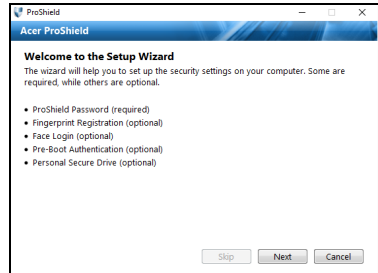 ProShield
Acer ProShield
Welcome to the Setup Wizard
The wizard will help you to set up the security settings on your computer. Some are
required, while others are optional.
• ProShield Password (required)
• Fingerprint Registration (optional)
• Face Login (optional)
• Pre-Boot Authentication (optional)
• Personal Secure Drive (optional)
Skip Next Cancel